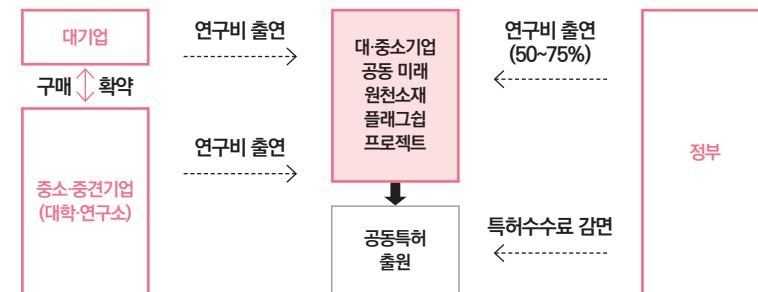 대기업
구매 확약
중소·중견기업
(대학·연구소)
연구비 출연
연구비 출연
대·중소기업
공동 미래
원천소재
플래그쉽
프로젝트
공동특허
출원
연구비 출연
(50~75%)
특허수수료 감면
정부